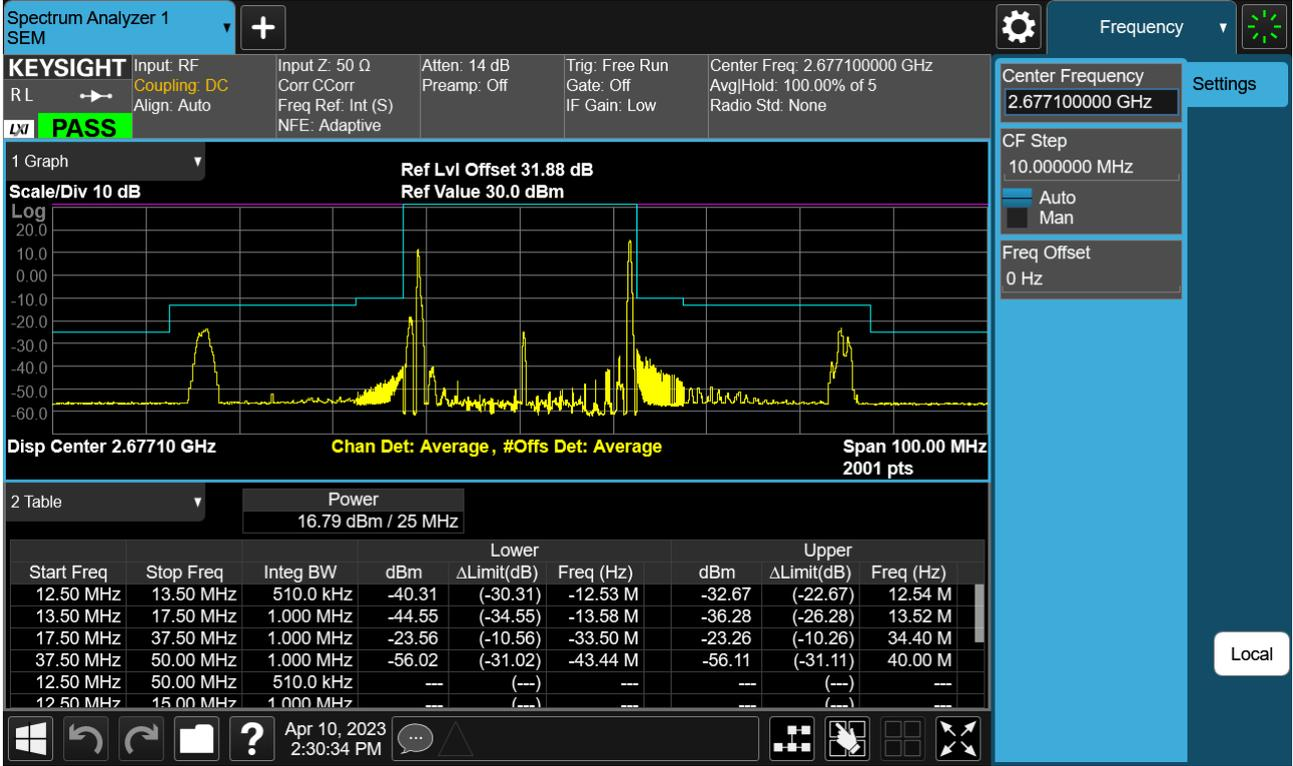 Spectrum Analyzer 1
SEM
Frequency
KEYSIGHT
R L
LXI
PASS
Input: RF
Coupling: DC
Align: Auto
Input Z: 50 Ω
Corr CCorr
Freq Ref: Int (S)
NFE: Adaptive
Atten: 14 dB
Preamp: Off
Trig: Free Run
Gate: Off
IF Gain: Low
Center Freq: 2.677100000 GHz
Avg|Hold: 100.00% of 5
Radio Std: None
Center Frequency
2.677100000 GHz
Settings
CF Step
10.000000 MHz
Auto
Man
Freq Offset
0 Hz
Local
1 Graph
Scale/Div 10 dB
Ref Lvl Offset 31.88 dB
Ref Value 30.0 dBm
Log
20.0
10.0
0.00
-10.0
-20.0
-30.0
-40.0
-50.0
-60.0
Disp Center 2.67710 GHz
Chan Det: Average, #Offs Det: Average
Span 100.00 MHz
2001 pts
2 Table
Power
16.79 dBm / 25 MHz
Lower Upper
Start Freq Stop Freq Integ BW dBm ΔLimit(dB) Freq (Hz) dBm ΔLimit(dB) Freq (Hz)
12.50 MHz 13.50 MHz 510.0 kHz -40.31 (-30.31) -12.53 M -32.67 (-22.67) 12.54 M
13.50 MHz 17.50 MHz 1.000 MHz -44.55 (-34.55) -13.58 M -36.28 (-26.28) 13.52 M
17.50 MHz 37.50 MHz 1.000 MHz -23.56 (-10.56) -33.50 M -23.26 (-10.26) 34.40 M
37.50 MHz 50.00 MHz 1.000 MHz -56.02 (-31.02) -43.44 M -56.11 (-31.11) 40.00 M
12.50 MHz 50.00 MHz 510.0 kHz --- (---) --- --- (---) ---
12.50 MHz 15.00 MHz 1.000 MHz --- (---) --- --- (---) ---
?
Apr 10, 2023
2:30:34 PM